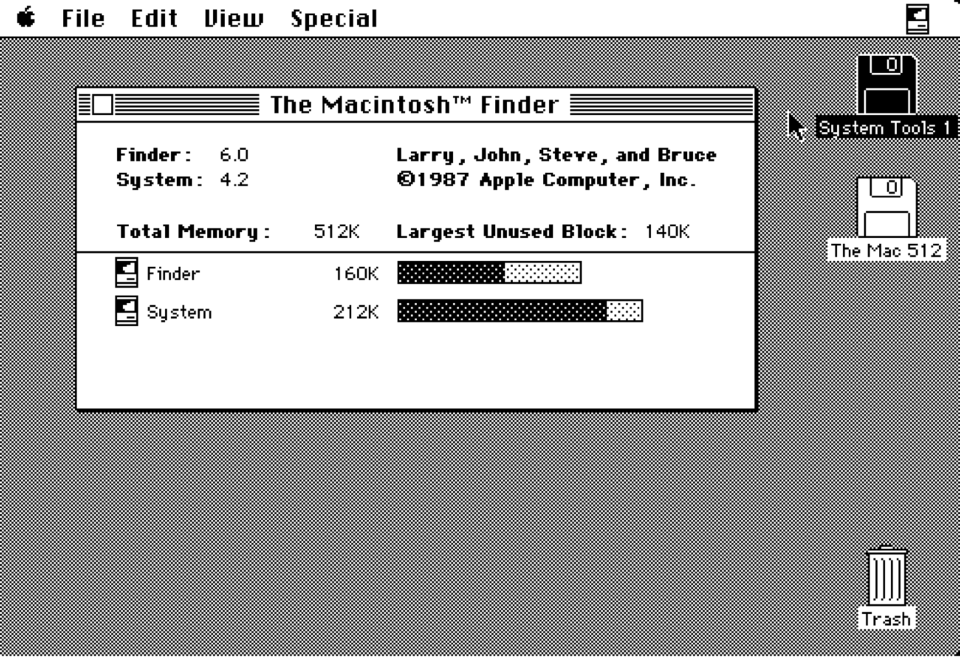 File Edit View Special
The Macintosh™ Finder
Finder: 6.0 Larry, John, Steve, and Bruce
System: 4.2 ©1987 Apple Computer, Inc.
Total Memory: 512K Largest Unused Block: 140K
Finder 160K
System 212K
System Tools 1
The Mac 512
Trash